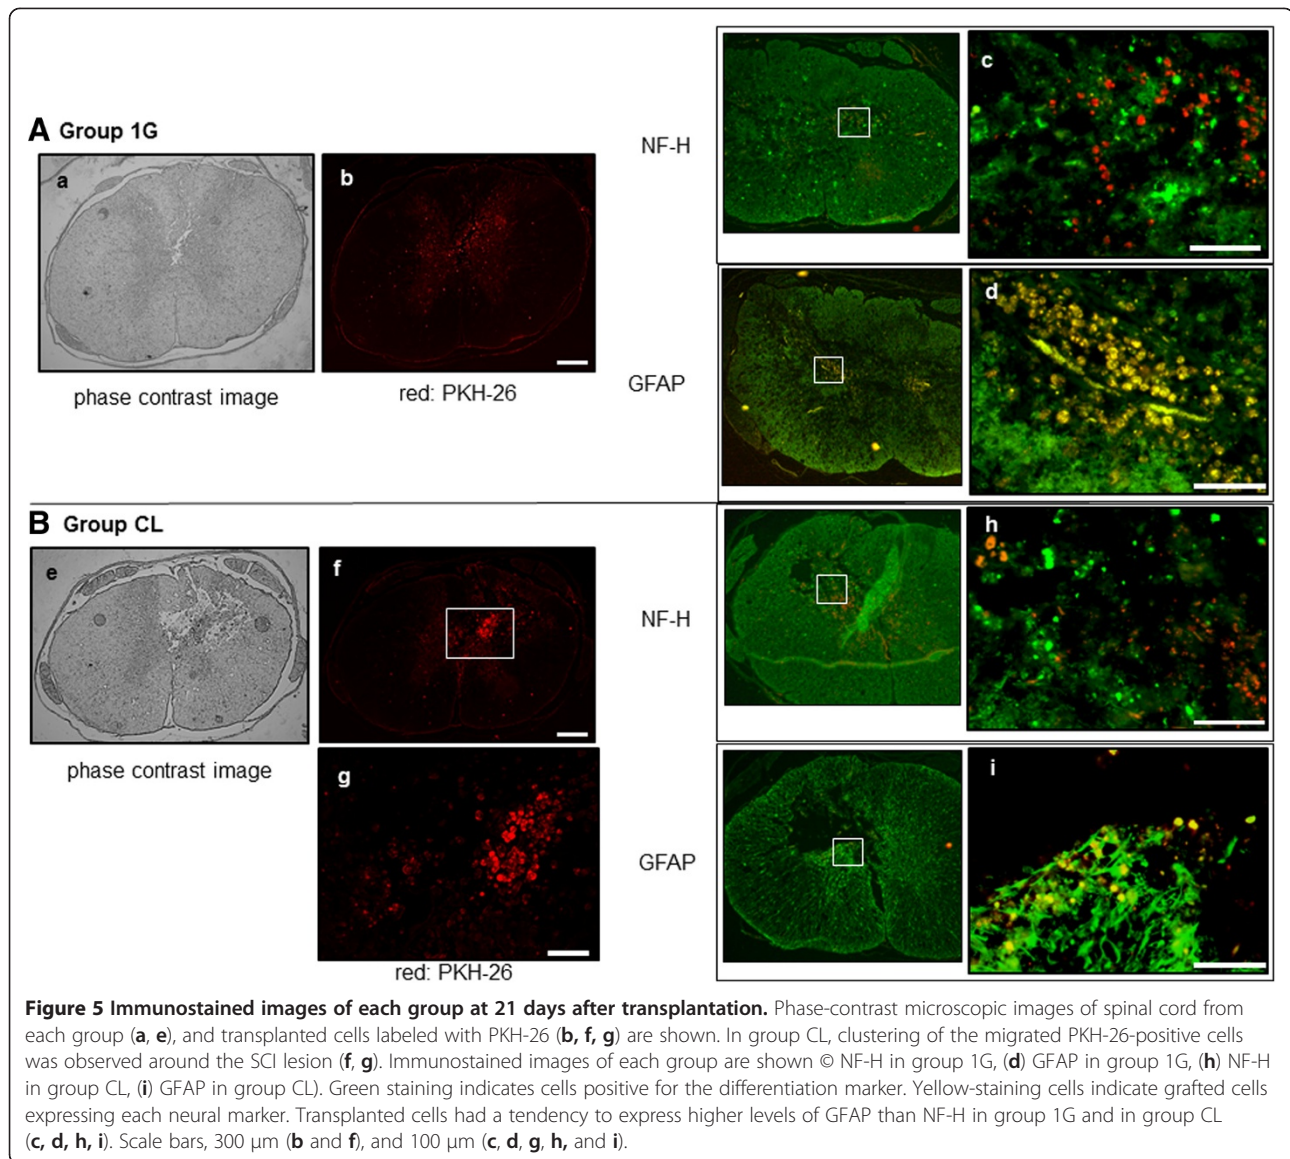 A Group 1G
a
b
phase contrast image
red: PKH-26
NF-H
c
GFAP
d
B Group CL
e
f
phase contrast image
g
red: PKH-26
NF-H
h
GFAP
i
Figure 5 Immunostained images of each group at 21 days after transplantation. Phase-contrast microscopic images of spinal cord from
each group (a, e), and transplanted cells labeled with PKH-26 (b, f, g) are shown. In group CL, clustering of the migrated PKH-26-positive cells
was observed around the SCI lesion (f, g). Immunostained images of each group are shown © NF-H in group 1G, (d) GFAP in group 1G, (h) NF-H
in group CL, (i) GFAP in group CL). Green staining indicates cells positive for the differentiation marker. Yellow-staining cells indicate grafted cells
expressing each neural marker. Transplanted cells had a tendency to express higher levels of GFAP than NF-H in group 1G and in group CL
(c, d, h, i). Scale bars, 300 μm (b and f), and 100 μm (c, d, g, h, and i).